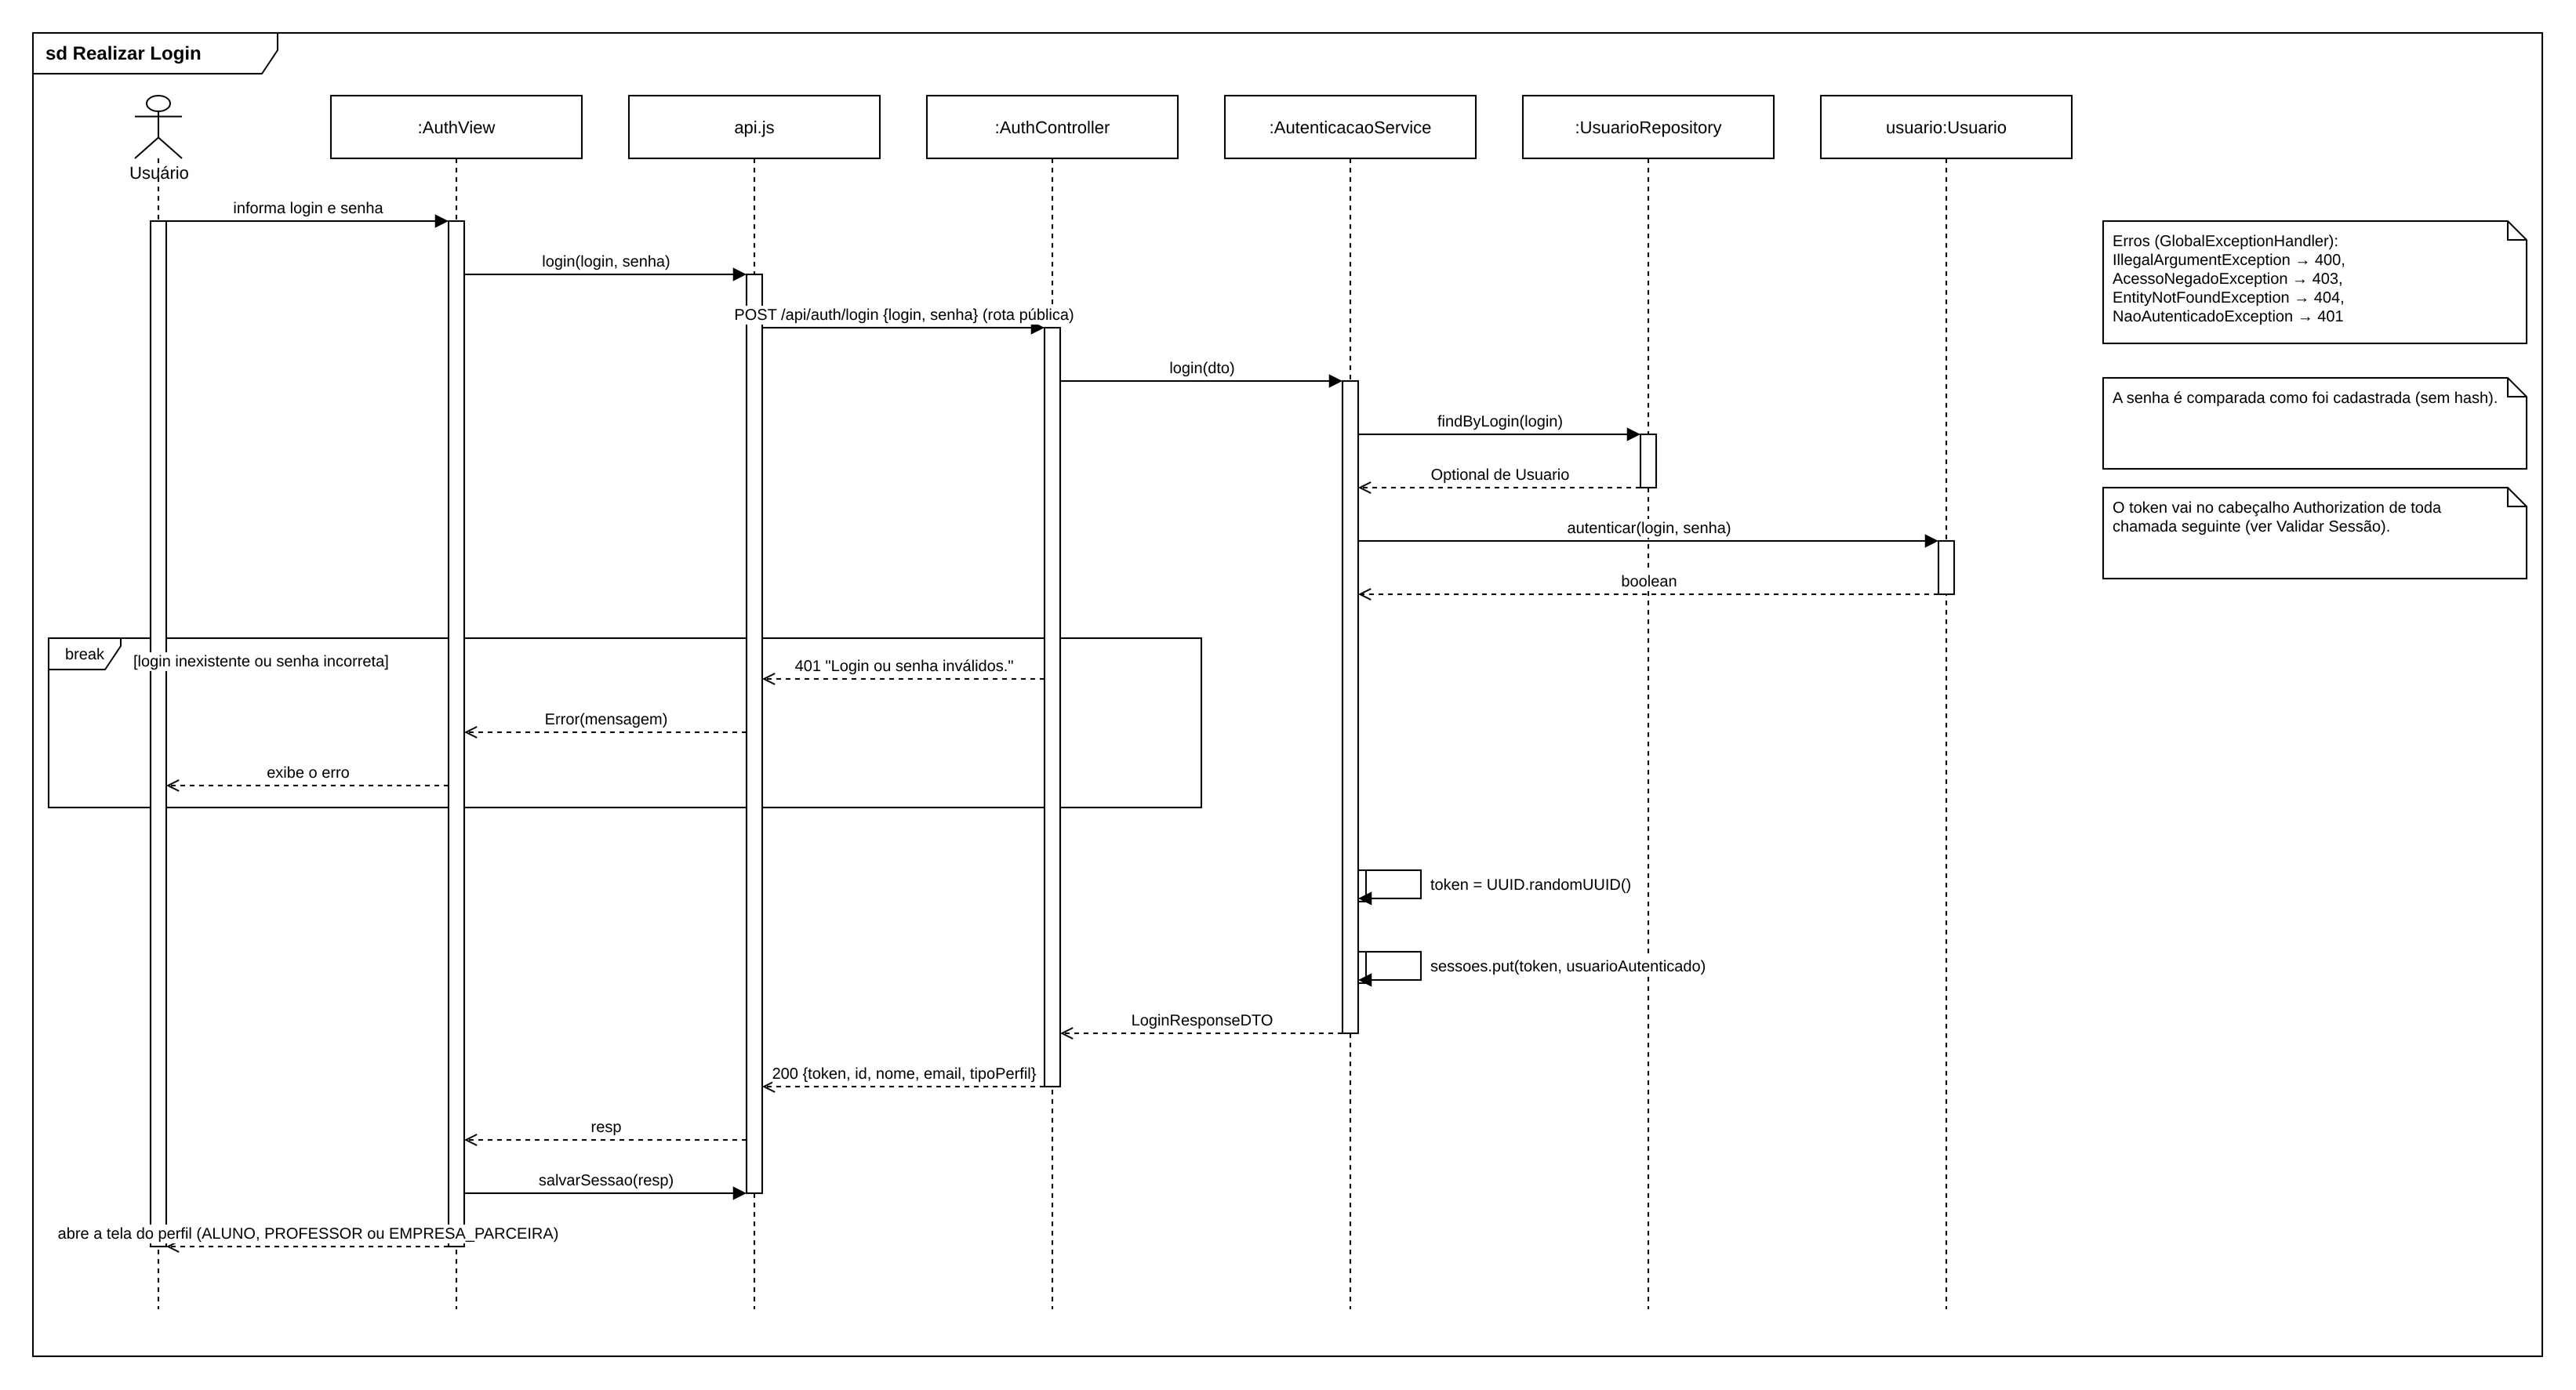 sd Realizar Login
Usuário
:AuthView
api.js
:AuthController
:AutenticacaoService
:UsuarioRepository
usuario:Usuario
informa login e senha
login(login, senha)
POST /api/auth/login {login, senha} (rota pública)
login(dto)
findByLogin(login)
Optional de Usuario
autenticar(login, senha)
boolean
break
[login inexistente ou senha incorreta]
401 "Login ou senha inválidos."
Error(mensagem)
exibe o erro
token = UUID.randomUUID()
sessoes.put(token, usuarioAutenticado)
LoginResponseDTO
200 {token, id, nome, email, tipoPerfil}
resp
salvarSessao(resp)
abre a tela do perfil (ALUNO, PROFESSOR ou EMPRESA_PARCEIRA)
Erros (GlobalExceptionHandler):
IllegalArgumentException → 400,
AcessoNegadoException → 403,
EntityNotFoundException → 404,
NaoAutenticadoException → 401
A senha é comparada como foi cadastrada (sem hash).
O token vai no cabeçalho Authorization de toda
chamada seguinte (ver Validar Sessão).